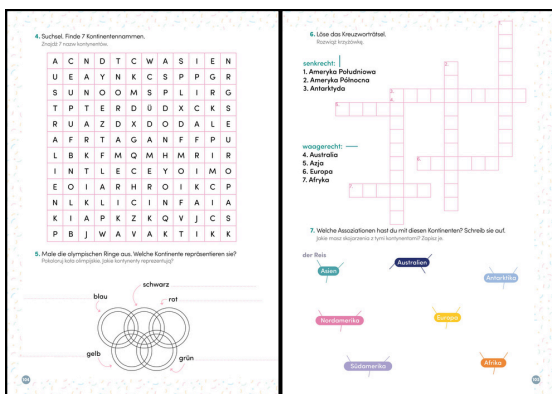 4. Suchsel. Finde 7 Kontinentennamen.
Znajdź 7 nazw kontynentów.
A C N D T C W A S I E N
U E A Y N K C S P P G R
S U N O O M S P L I R G
T P T E R D Ü D X C K S
R U A Z D X D O D A L E
A F R T A G A N F F P U
L B K F M Q M H M R I R
I N T L E C E Y O I M O
E O I A R H R O I K C P
N L K L I C I N F A I A
K I A P K Z K Q V J C S
P B J W A V A K T I K K
5. Male die olympischen Ringe aus. Welche Kontinente repräsentieren sie?
Pokoloruj koła olimpijskie. Jakie kontynenty reprezentują?
schwarz
blau
rot
gelb
grün
6. Löse das Kreuzworträtsel.
Rozwiąż krzyżówkę.
senkrecht:
1. Ameryka Południowa
2. Ameryka Północna
3. Antarktyda
waagerecht:
4. Australia
5. Azja
6. Europa
7. Afryka
1.
2.
3.
4.
5.
6.
7.
7. Welche Assoziationen hast du mit diesen Kontinenten? Schreib sie auf.
Jakie masz skojarzenia z tymi kontynentami? Zapisz je.
der Reis
Asien
Australien
Antarktika
Nordamerika
Europa
Südamerika
Afrika